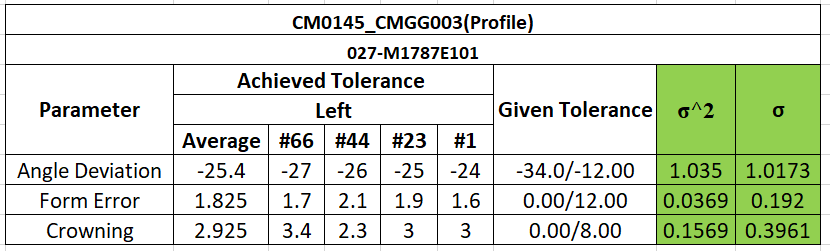 CM0145_CMGG003(Profile)
027-M1787E101
Parameter Achieved Tolerance Given Tolerance σ^2 σ
Left
Average #66 #44 #23 #1
Angle Deviation -25.4 -27 -26 -25 -24 -34.0/-12.00 1.035 1.0173
Form Error 1.825 1.7 2.1 1.9 1.6 0.00/12.00 0.0369 0.192
Crowning 2.925 3.4 2.3 3 3 0.00/8.00 0.1569 0.3961